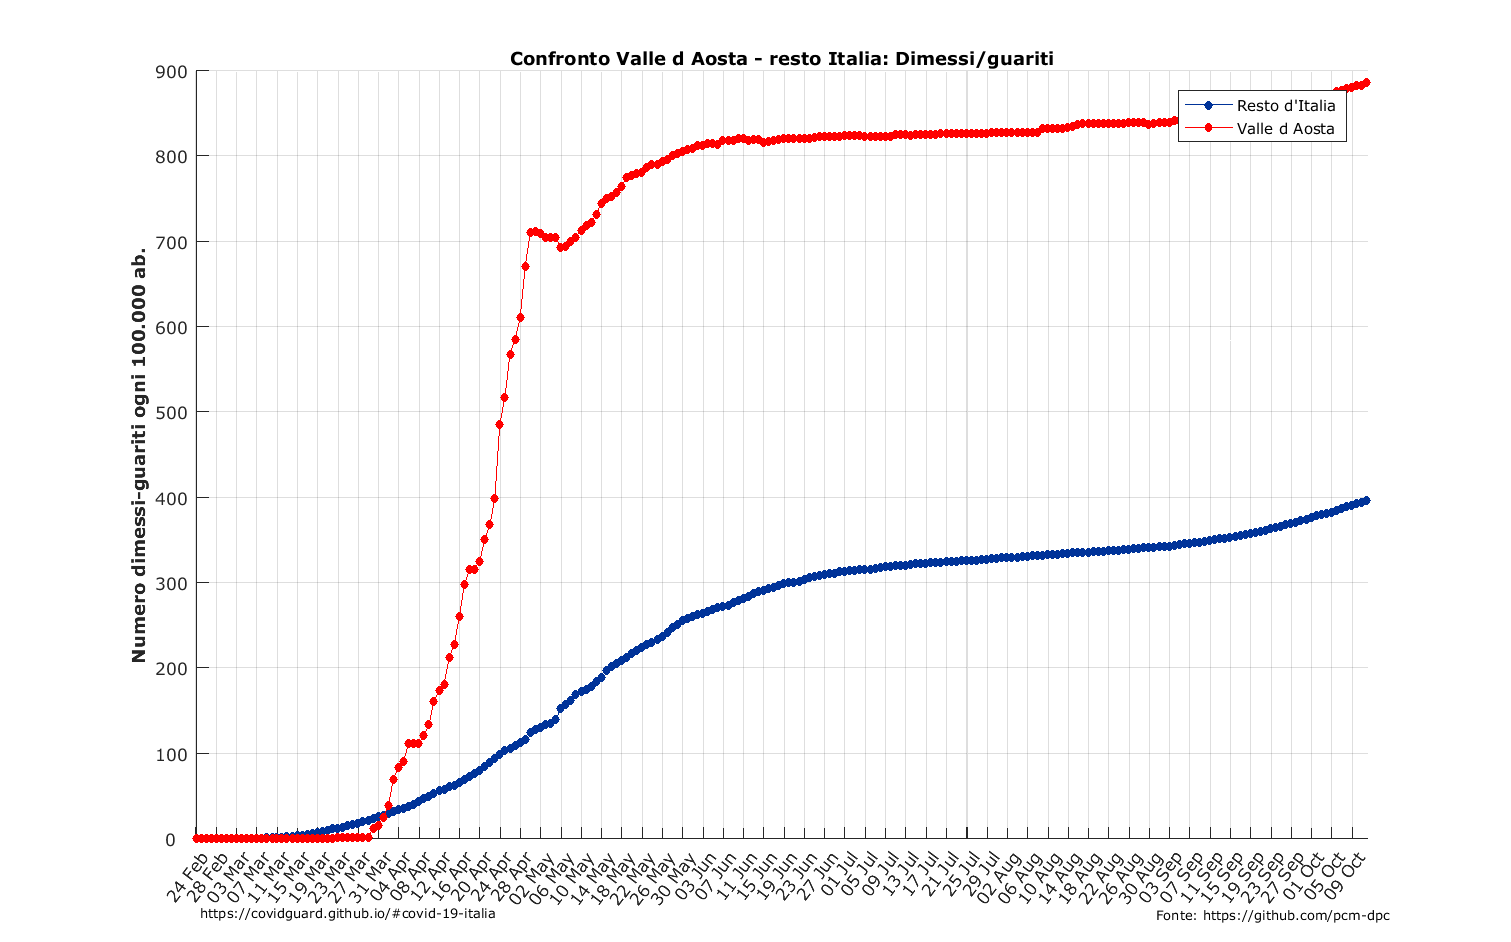 Confronto Valle d Aosta - resto Italia: Dimessi/guariti
Numero dimessi-guariti ogni 100.000 ab.
900
800
700
600
500
400
300
200
100
0
Resto d'Italia
Valle d Aosta
24 Feb
28 Feb
03 Mar
07 Mar
11 Mar
15 Mar
19 Mar
23 Mar
27 Mar
31 Mar
04 Apr
08 Apr
12 Apr
16 Apr
20 Apr
24 Apr
28 Apr
02 May
06 May
10 May
14 May
18 May
22 May
26 May
30 May
03 Jun
07 Jun
11 Jun
15 Jun
19 Jun
23 Jun
27 Jun
01 Jul
05 Jul
09 Jul
13 Jul
17 Jul
21 Jul
25 Jul
29 Jul
02 Aug
06 Aug
10 Aug
14 Aug
18 Aug
22 Aug
26 Aug
30 Aug
03 Sep
07 Sep
11 Sep
15 Sep
19 Sep
23 Sep
27 Sep
01 Oct
05 Oct
09 Oct
https://covidguard.github.io/#covid-19-italia
Fonte: https://github.com/pcm-dpc